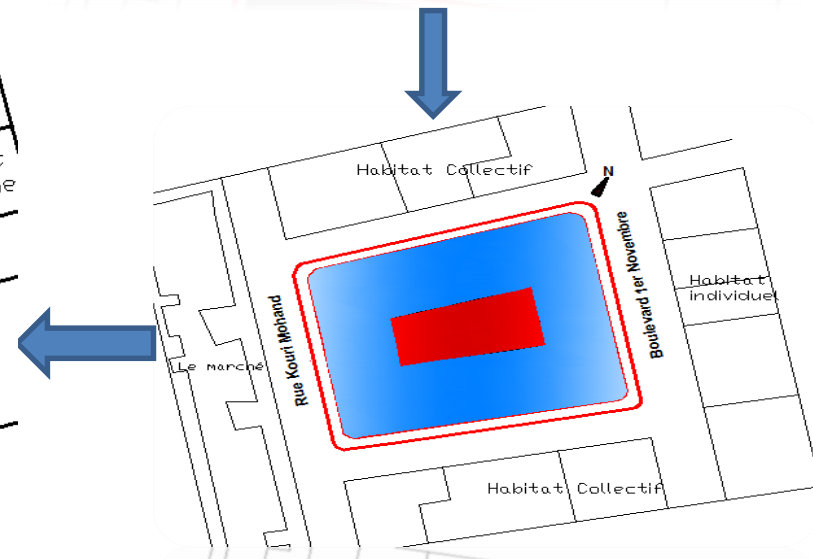 Habitat Collectif
N
Boulevard 1er Novembre
Habitat
individuel
Rue Kouri Mohand
Le marché
Habitat Collectif